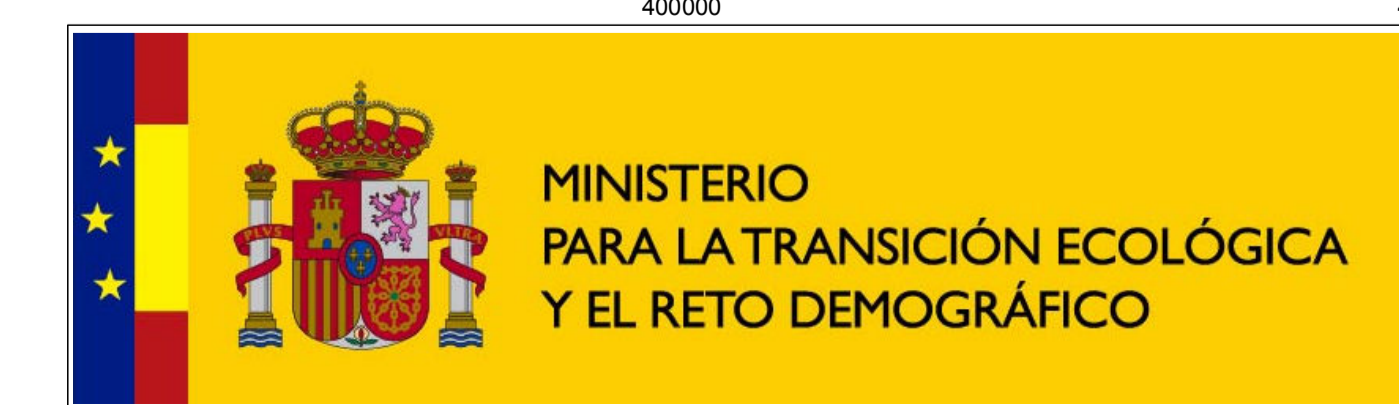 400000
PLVS VLTRA
MINISTERIO
PARA LA TRANSICIÓN ECOLÓGICA
Y EL RETO DEMOGRÁFICO